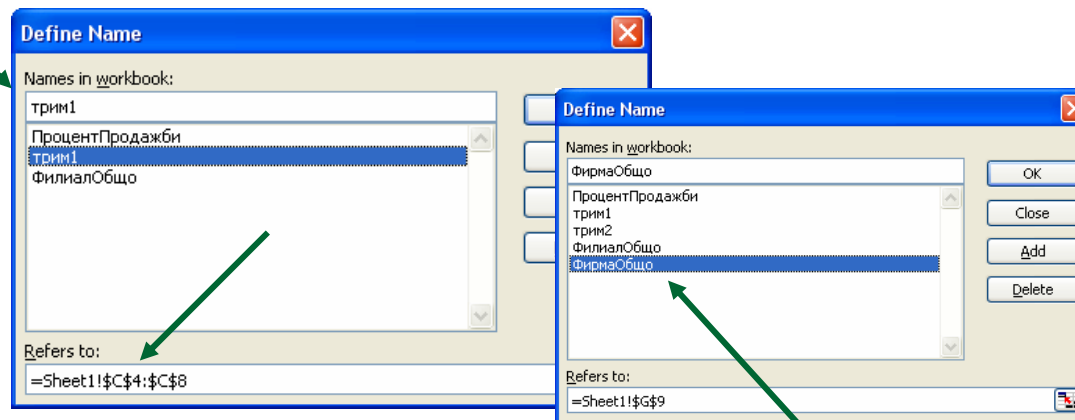 Define Name
Names in workbook:
трим1
ПроцентПродажби
трим1
ФилиалОбщо
Refers to:
=Sheet1!$C$4:$C$8
Define Name
Names in workbook:
ФирмаОбщо
ПроцентПродажби
трим1
трим2
ФилиалОбщо
ФирмаОбщо
OK
Close
Add
Delete
Refers to:
=Sheet1!$G$9